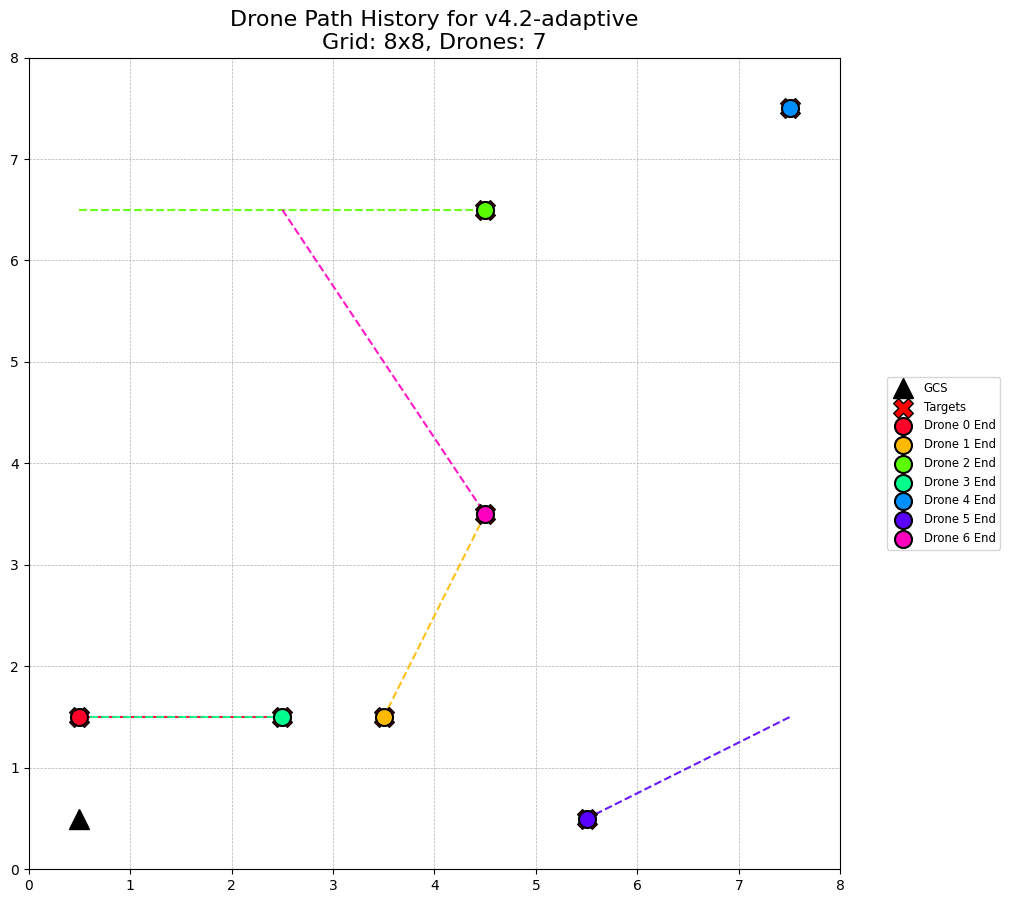 Drone Path History for v4.2-adaptive
Grid: 8x8, Drones: 7
8
7
6
5
4
3
2
1
0
0 1 2 3 4 5 6 7 8
GCS
Targets
Drone 0 End
Drone 1 End
Drone 2 End
Drone 3 End
Drone 4 End
Drone 5 End
Drone 6 End